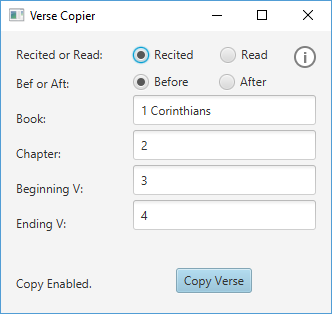 Verse Copier
Recited or Read: Recited Read i
Bef or Aft: Before After
Book: 1 Corinthians
Chapter: 2
Beginning V: 3
Ending V: 4
Copy Enabled. Copy Verse